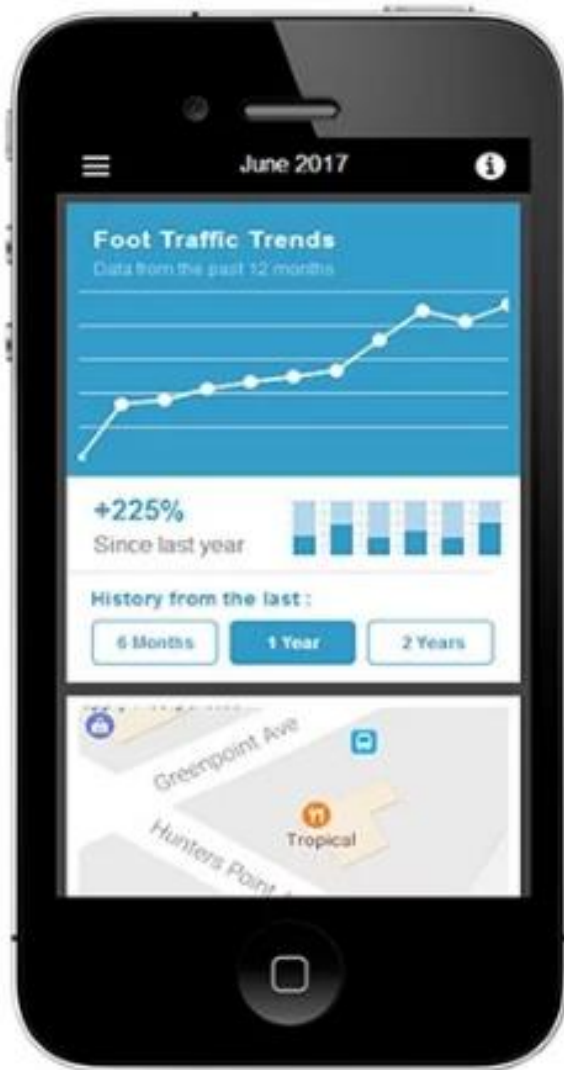 June 2017
Foot Traffic Trends
Data from the past 12 months
+225%
Since last year
History from the last :
6 Months
1 Year
2 Years
Greenpoint Ave
Hunters Point
Tropical